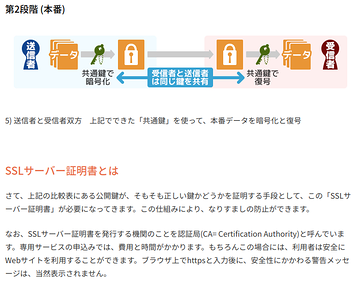 第2段階 (本番)
送信者
データ
共通鍵で
暗号化
受信者と送信者
は同じ鍵を共有
共通鍵で
復号
データ
受信者
5) 送信者と受信者双方　上記でできた「共通鍵」を使って、本番データを暗号化と復号
SSLサーバー証明書とは
さて、上記の比較表にある公開鍵が、そもそも正しい鍵かどうかを証明する手段として、この「SSLサ
ーバー証明書」が必要になってきます。この仕組みにより、なりすましの防止ができます。
なお、SSLサーバー証明書を発行する機関のことを認証局(CA= Certification Authority)と呼んでいま
す。専用サービスの申込みでは、費用と時間がかかります。もちろんこの場合には、利用者は安全に
Webサイトを利用することができます。ブラウザ上でhttpsと入力後に、安全性にかかわる警告メッセ
ージは、当然表示されません。